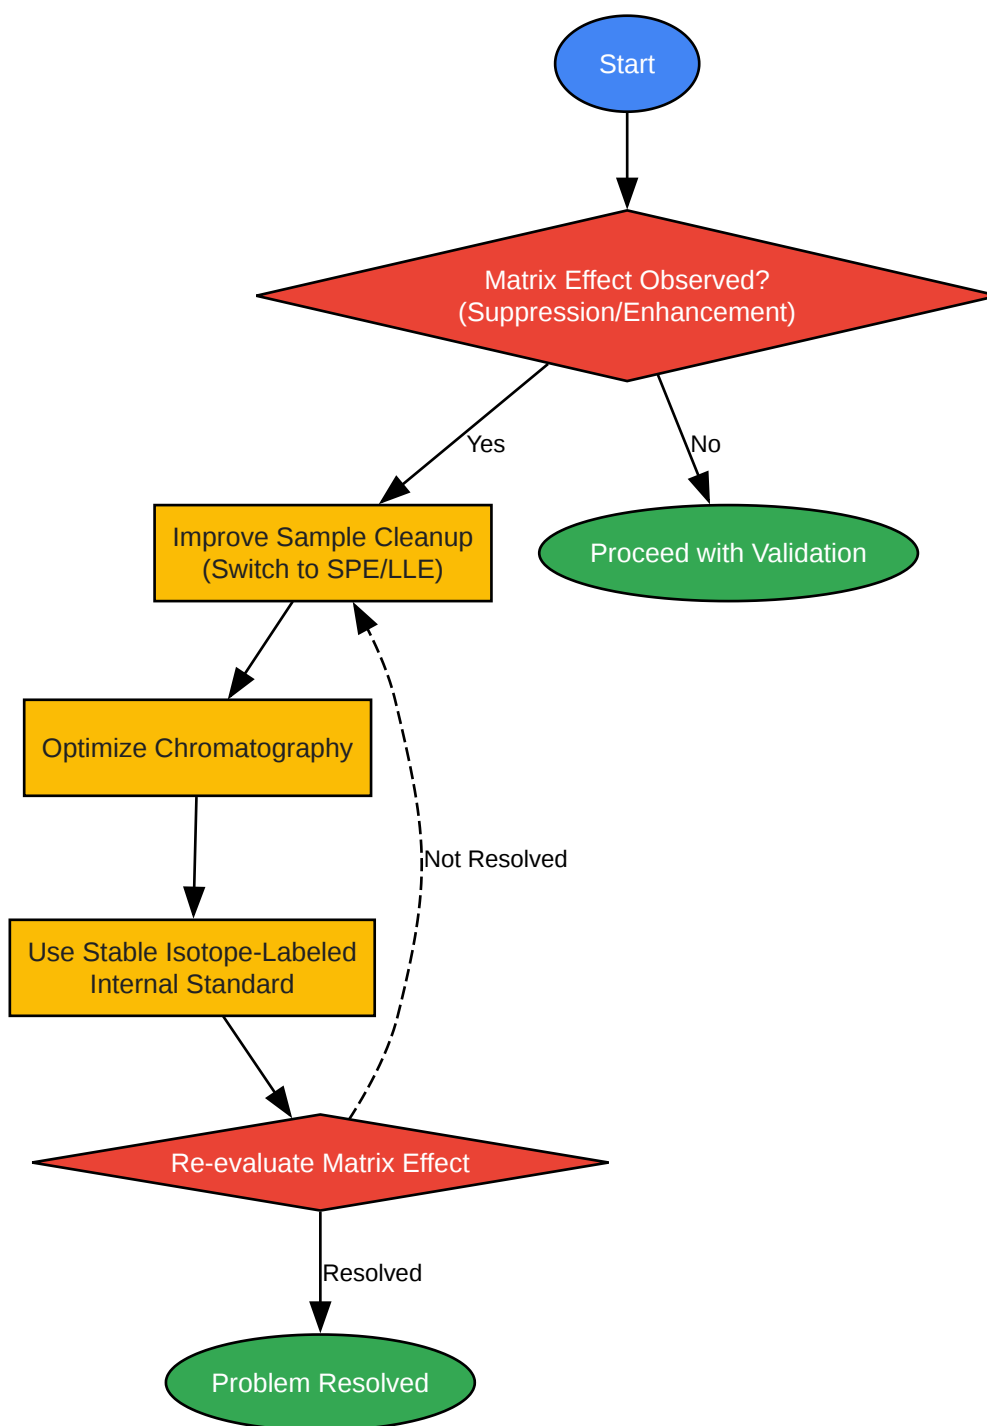 Start
Matrix Effect Observed?
(Suppression/Enhancement)
Yes
No
Improve Sample Cleanup
(Switch to SPE/LLE)
Proceed with Validation
Optimize Chromatography
Not Resolved
Use Stable Isotope-Labeled
Internal Standard
Re-evaluate Matrix Effect
Resolved
Problem Resolved